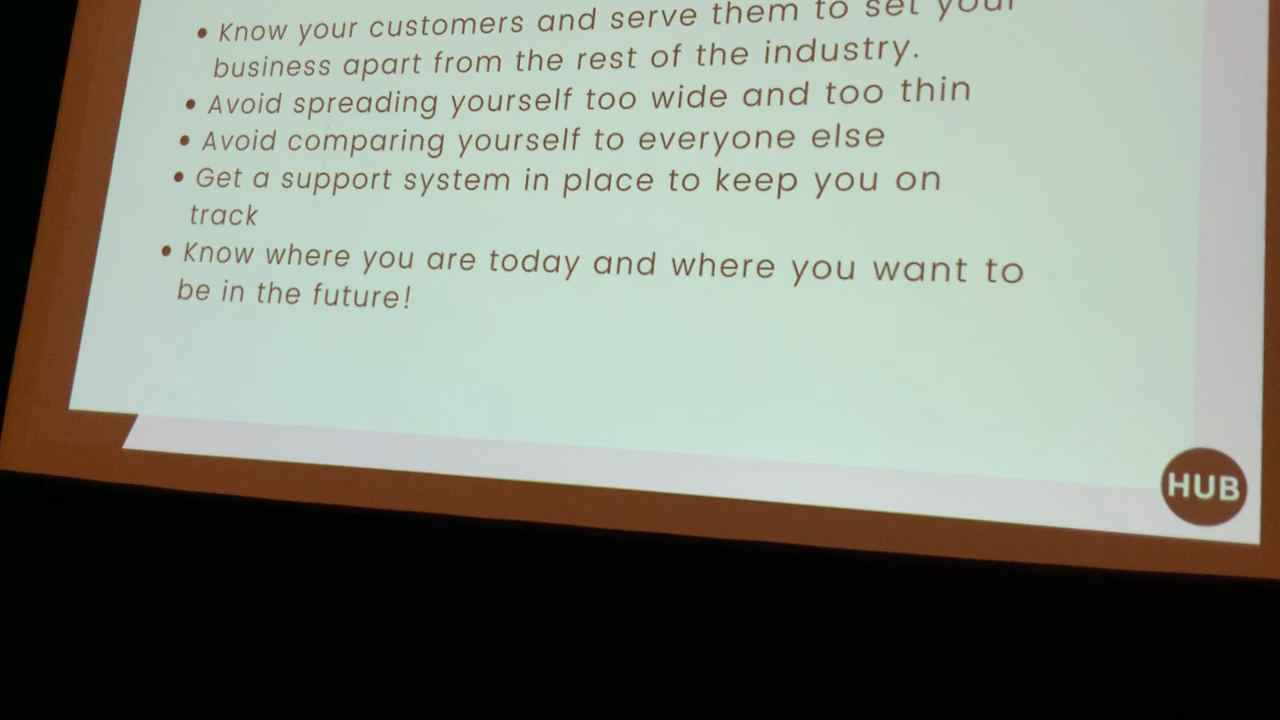 • Know your customers and serve them to set your
business apart from the rest of the industry.
• Avoid spreading yourself too wide and too thin
• Avoid comparing yourself to everyone else
• Get a support system in place to keep you on
track
• Know where you are today and where you want to
be in the future!
HUB